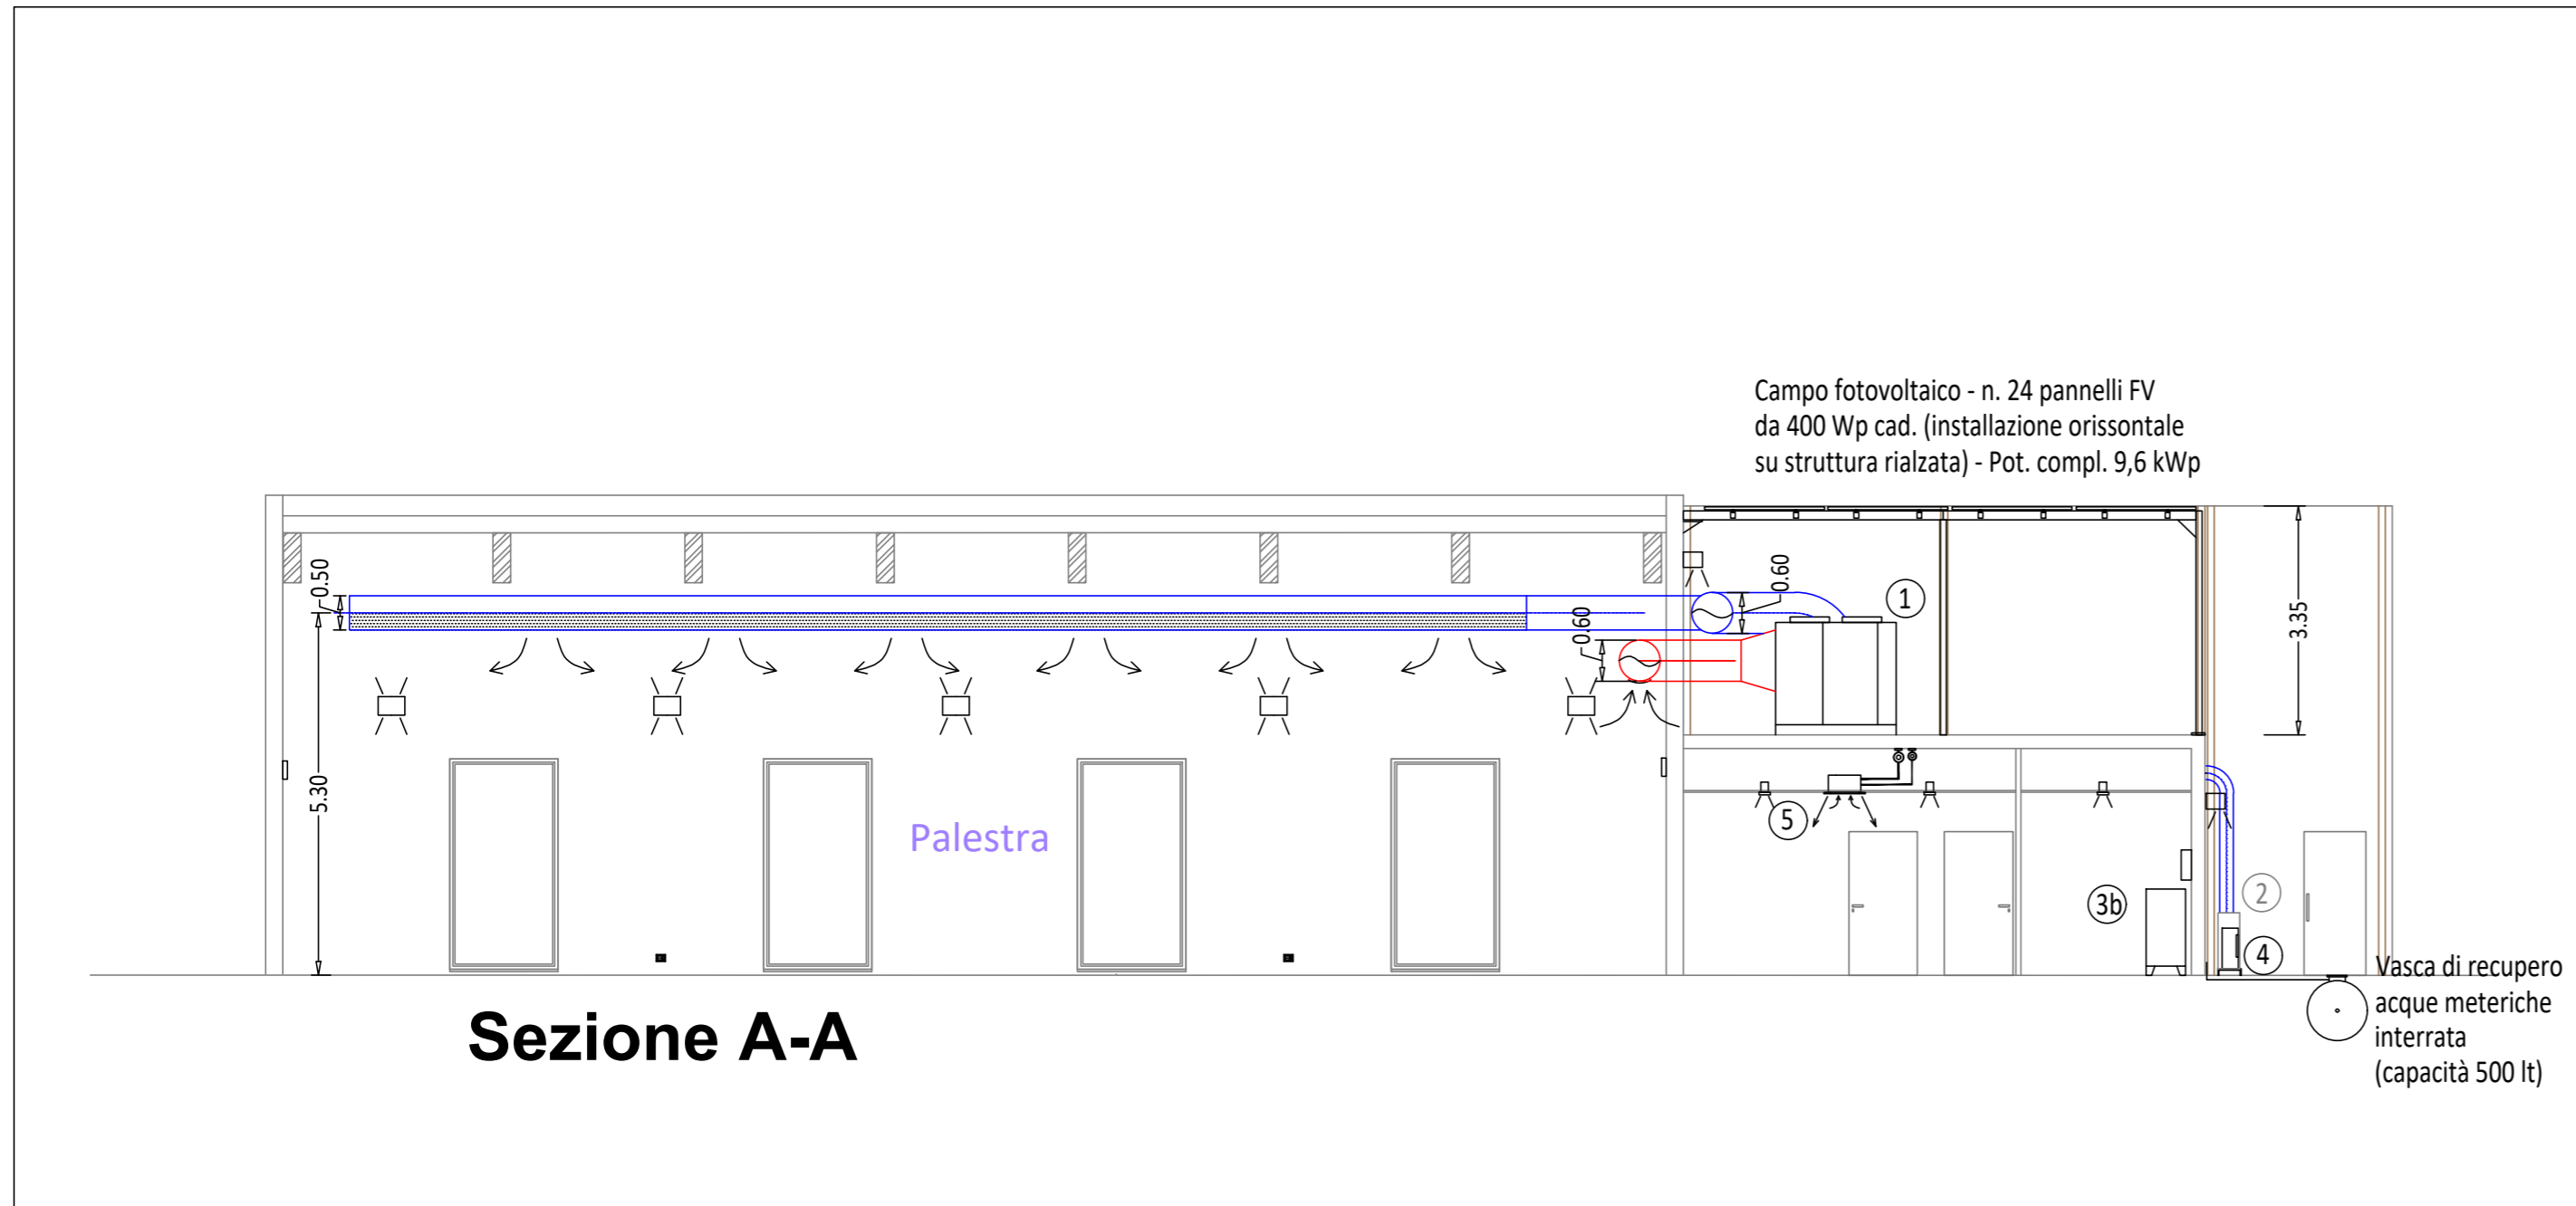 Campo fotovoltaico - n. 24 pannelli FV
da 400 Wp cad. (installazione orissontale
su struttura rialzata) - Pot. compl. 9,6 kWp
0.50
0.60
1
0.60
3.35
5.30
Palestra
5
3b
2
4
Vasca di recupero
acque meteriche
interrata
(capacità 500 lt)
Sezione A-A